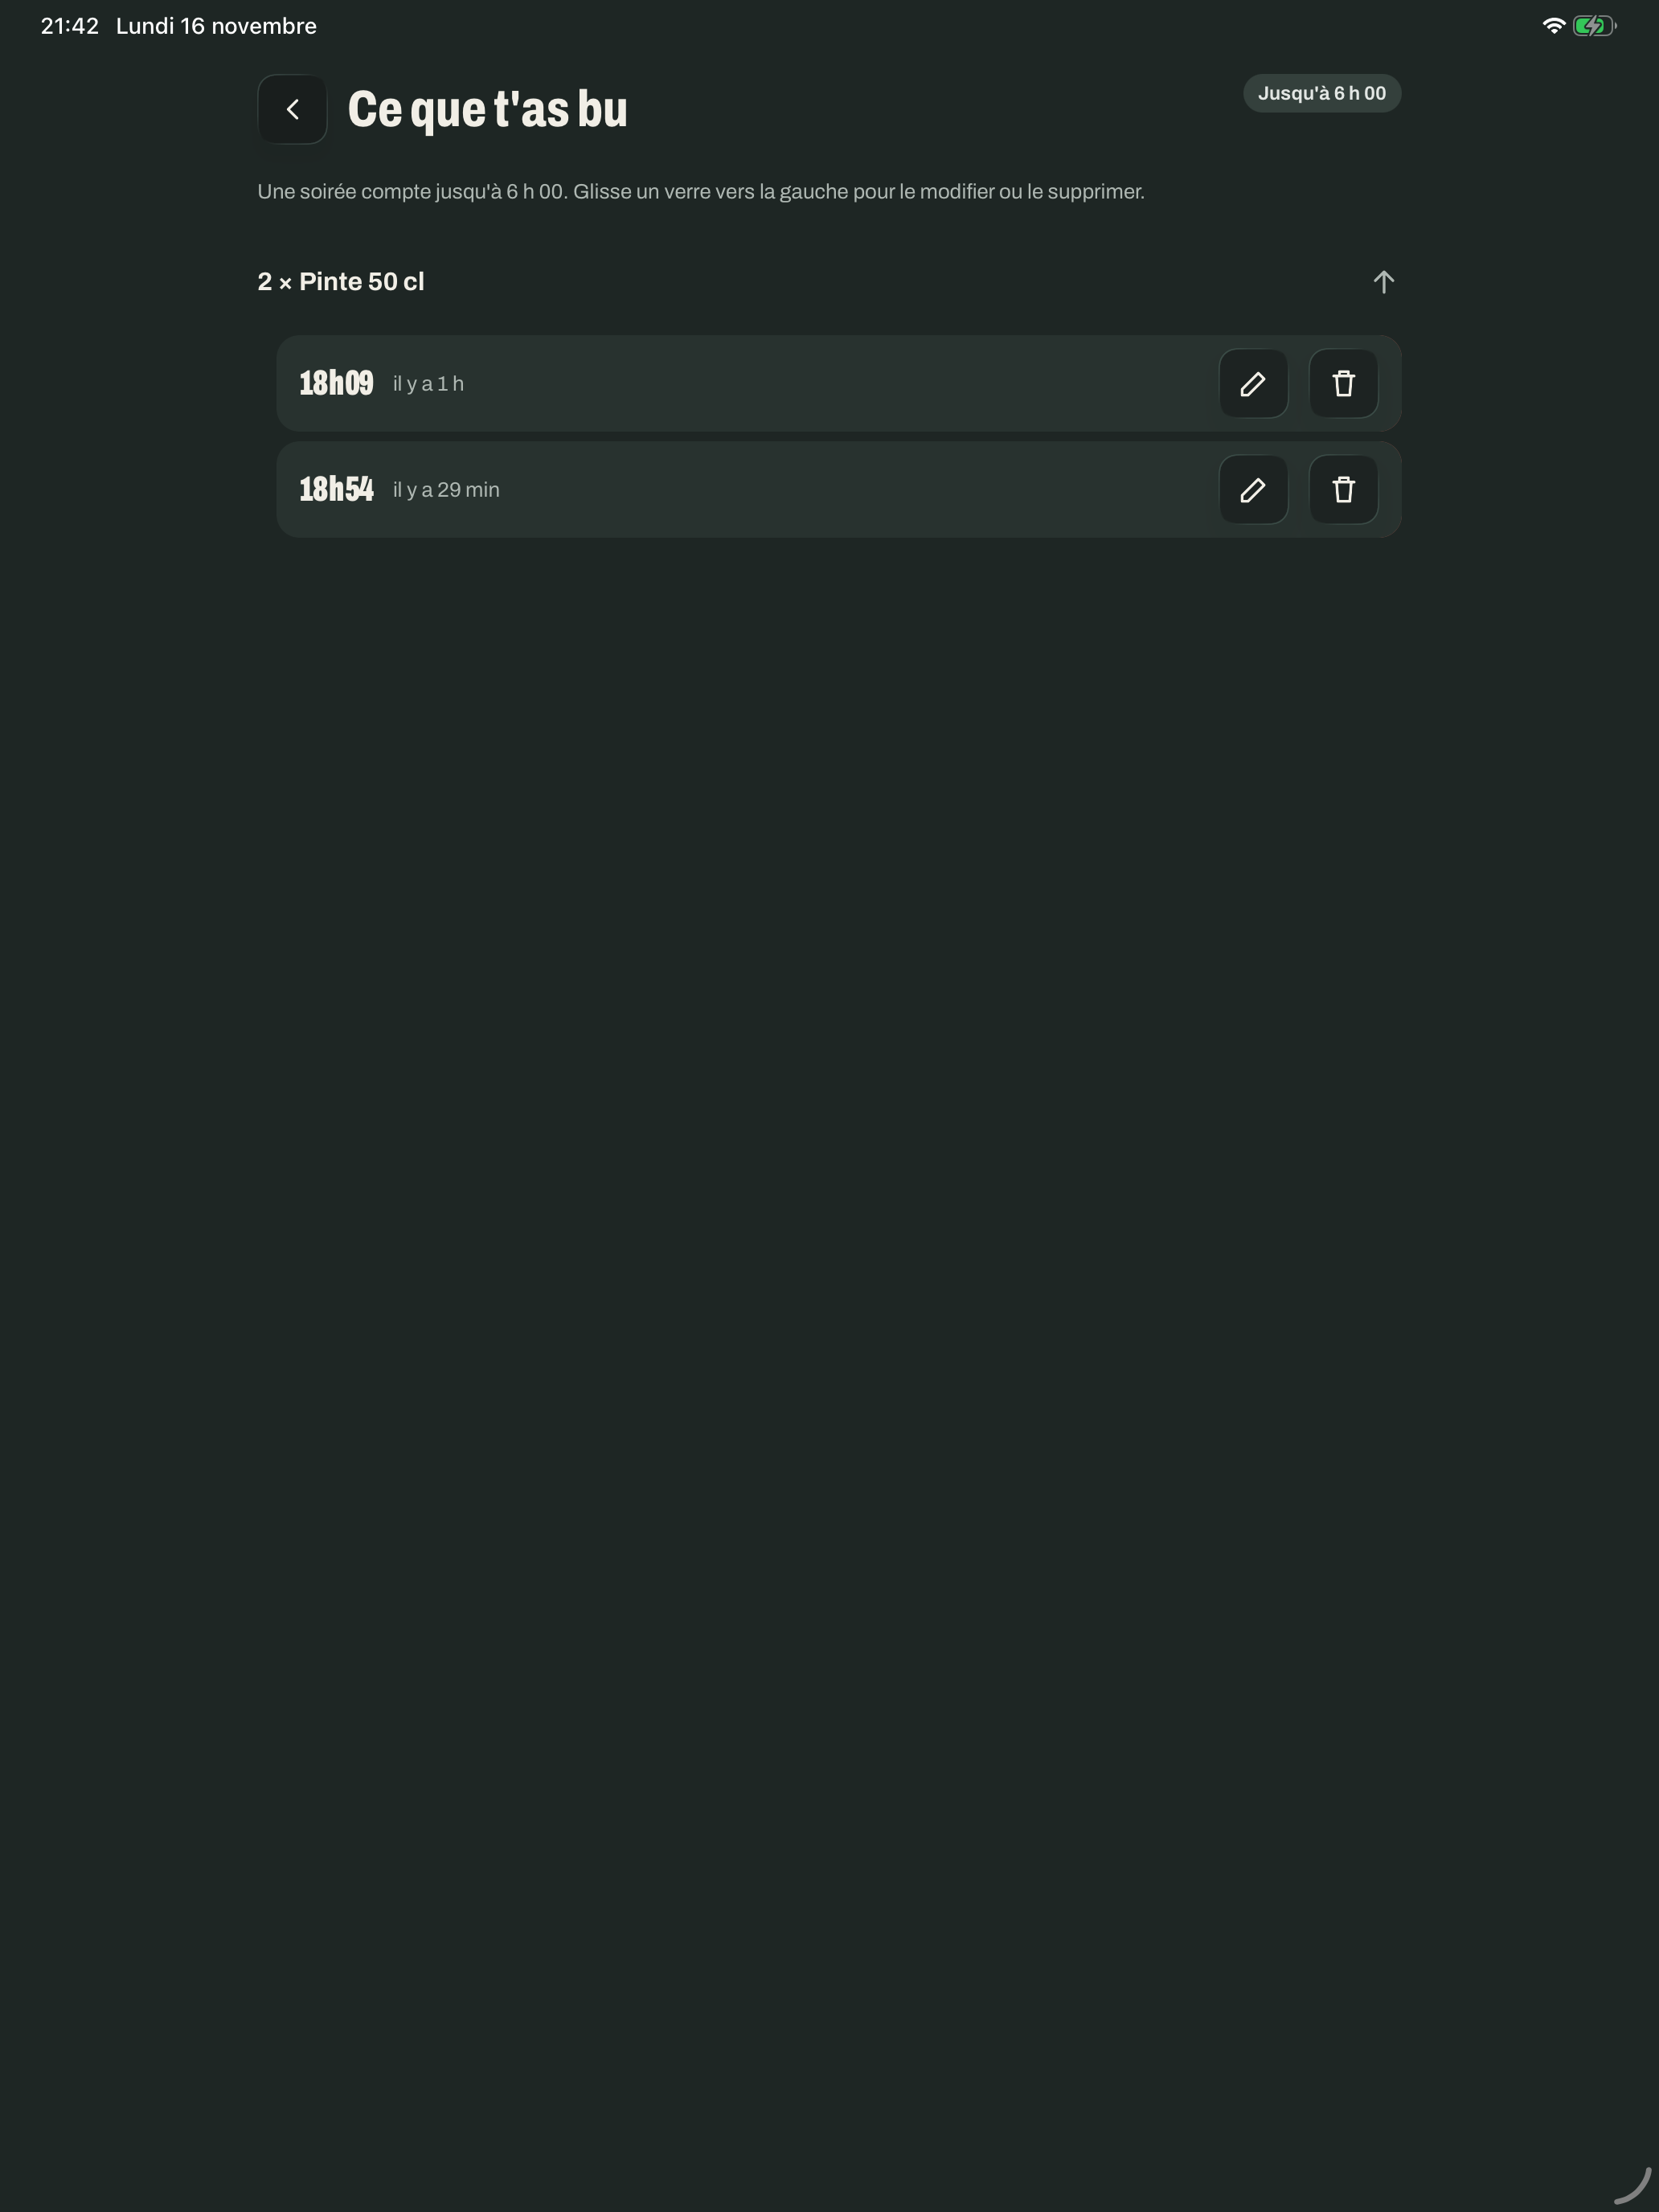 21:42 Lundi 16 novembre
Ce que t'as bu
Jusqu'à 6 h 00
Une soirée compte jusqu'à 6 h 00. Glisse un verre vers la gauche pour le modifier ou le supprimer.
2 × Pinte 50 cl
18h09 il y a 1 h
18h54 il y a 29 min